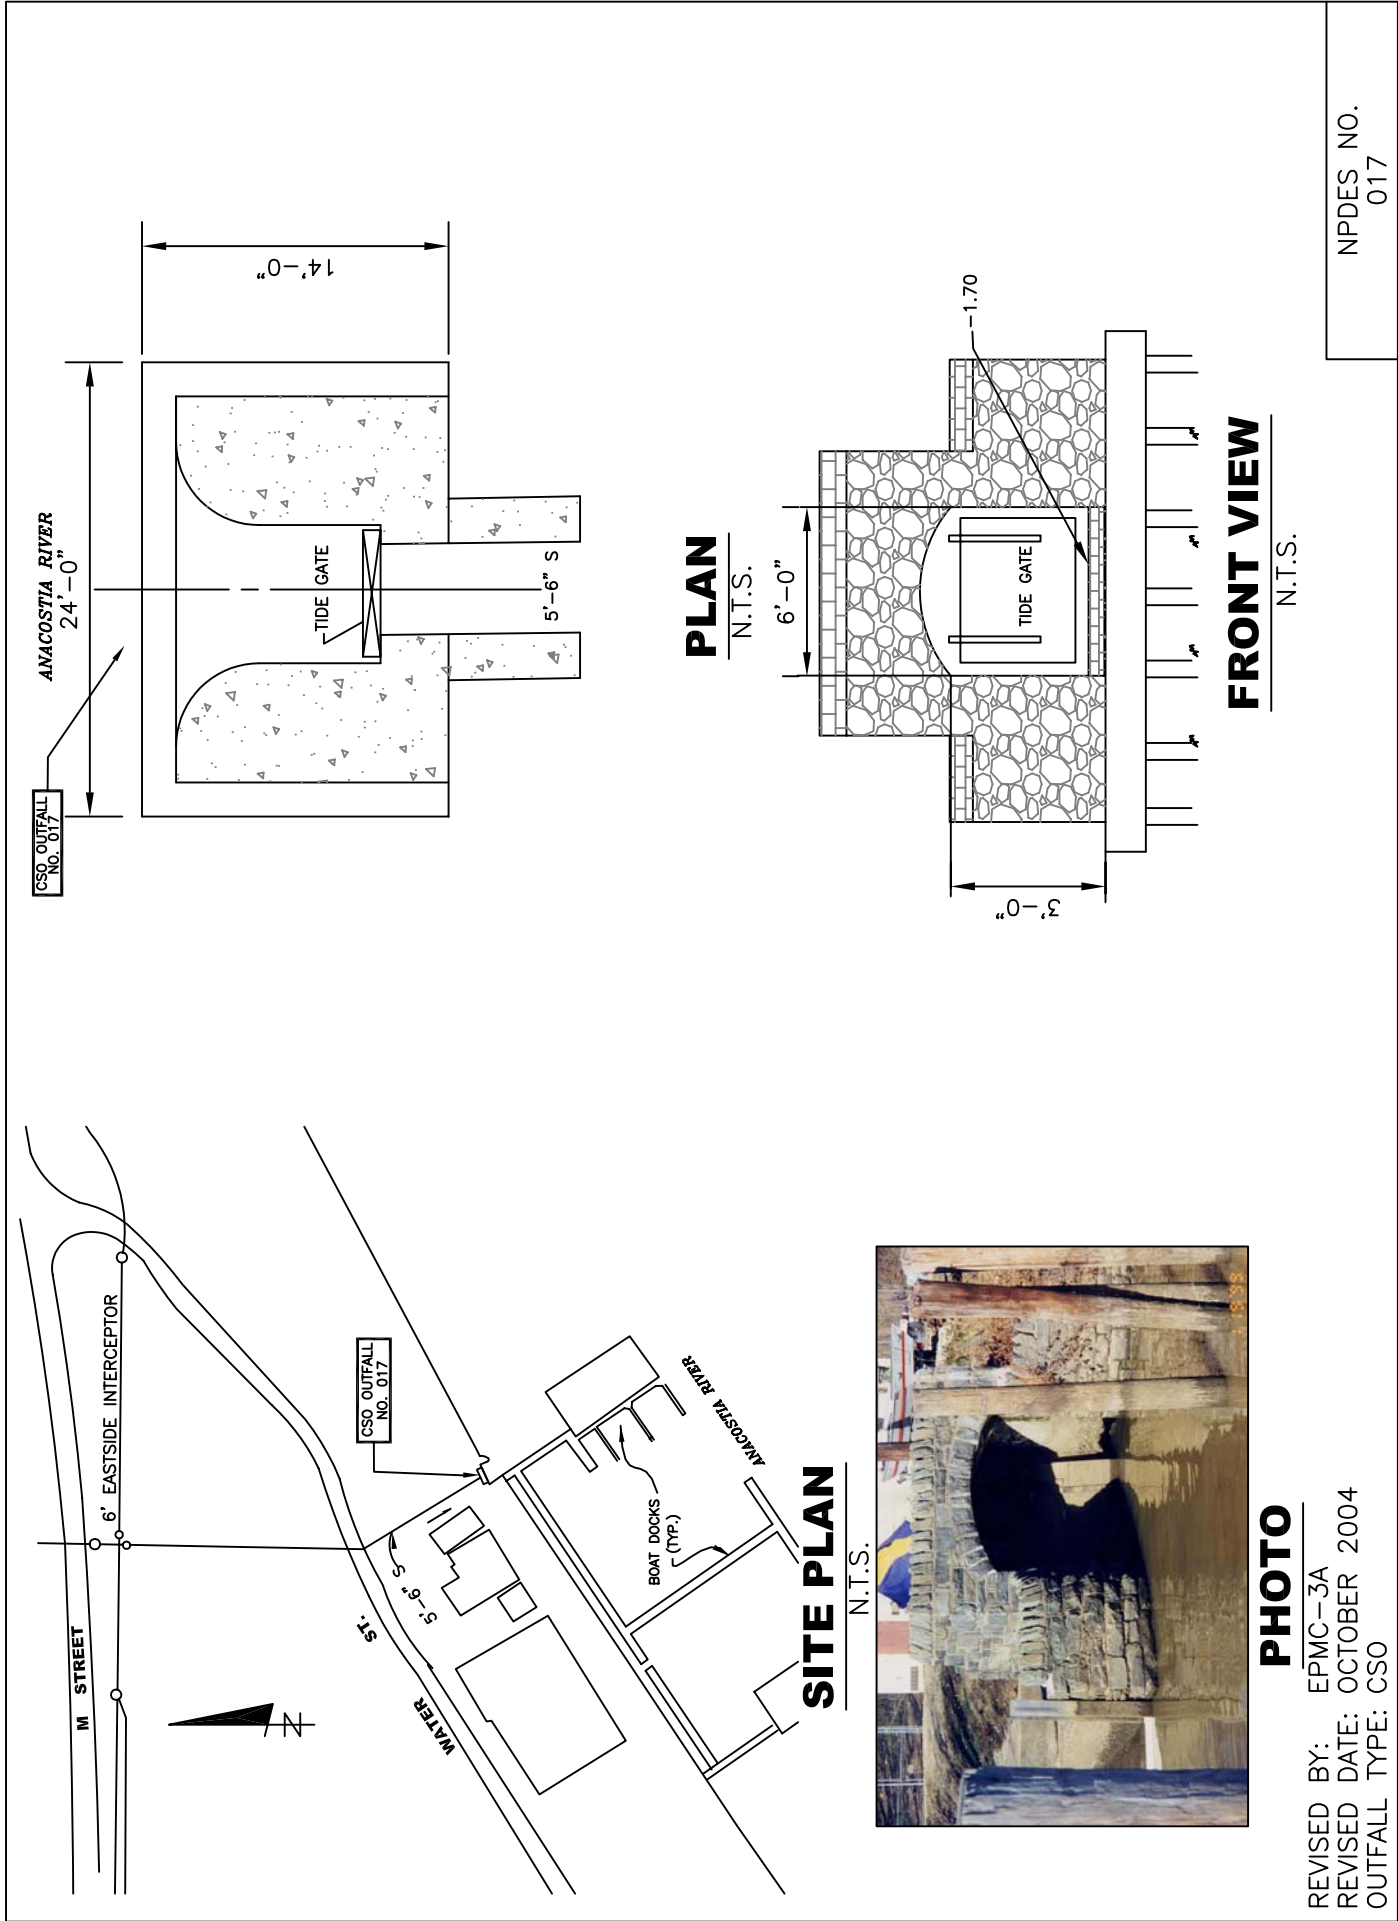 M STREET
6' EASTSIDE INTERCEPTOR
N
WATER
ST.
5'-6" S
CSO OUTFALL
NO. 017
BOAT DOCKS
(TYP.)
ANACOSTIA RIVER
SITE PLAN
N.T.S.
PHOTO
REVISED BY: EPMC-3A
REVISED DATE: OCTOBER 2004
OUTFALL TYPE: CSO
CSO OUTFALL
NO. 017
ANACOSTIA RIVER
24'-0"
14'-0"
TIDE GATE
5'-6" S
PLAN
N.T.S.
6'-0"
-1.70
TIDE GATE
3'-0"
FRONT VIEW
N.T.S.
NPDES NO.
017